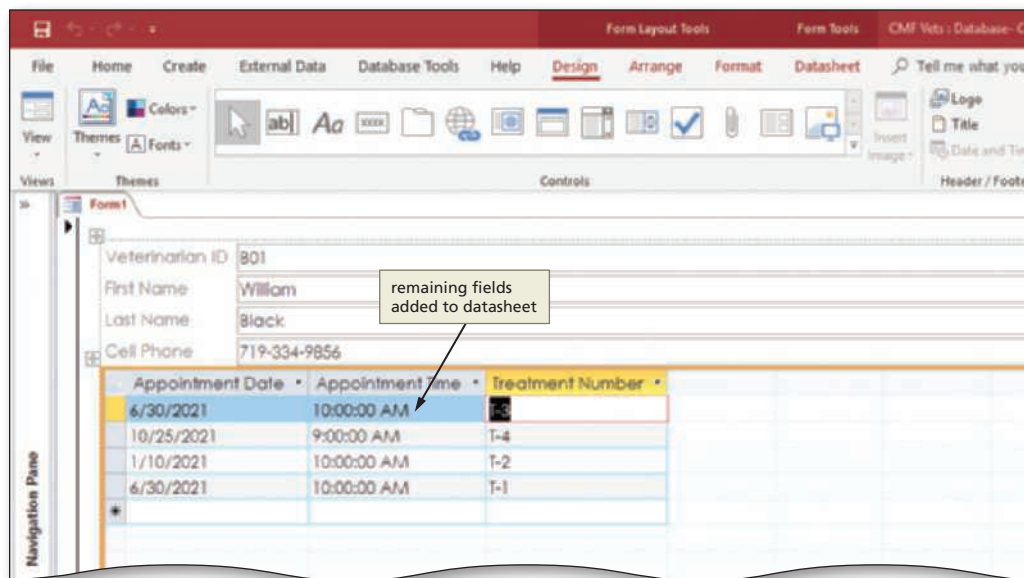 Form Layout Tools Form Tools CMF Vets : Database- C
File Home Create External Data Database Tools Help Design Arrange Format Datasheet Tell me what you
View
Themes
Aa
Colors
A Fonts
ab|
Aa
XXXX
Insert
Image
Logo
Title
Date and Tim
Views Themes Controls Header / Foote
Form1
Veterinarian ID B01
First Name William
Last Name Black
Cell Phone 719-334-9856
remaining fields
added to datasheet
Appointment Date Appointment Time Treatment Number
6/30/2021 10:00:00 AM T-3
10/25/2021 9:00:00 AM T-4
1/10/2021 10:00:00 AM T-2
6/30/2021 10:00:00 AM T-1
Navigation Pane